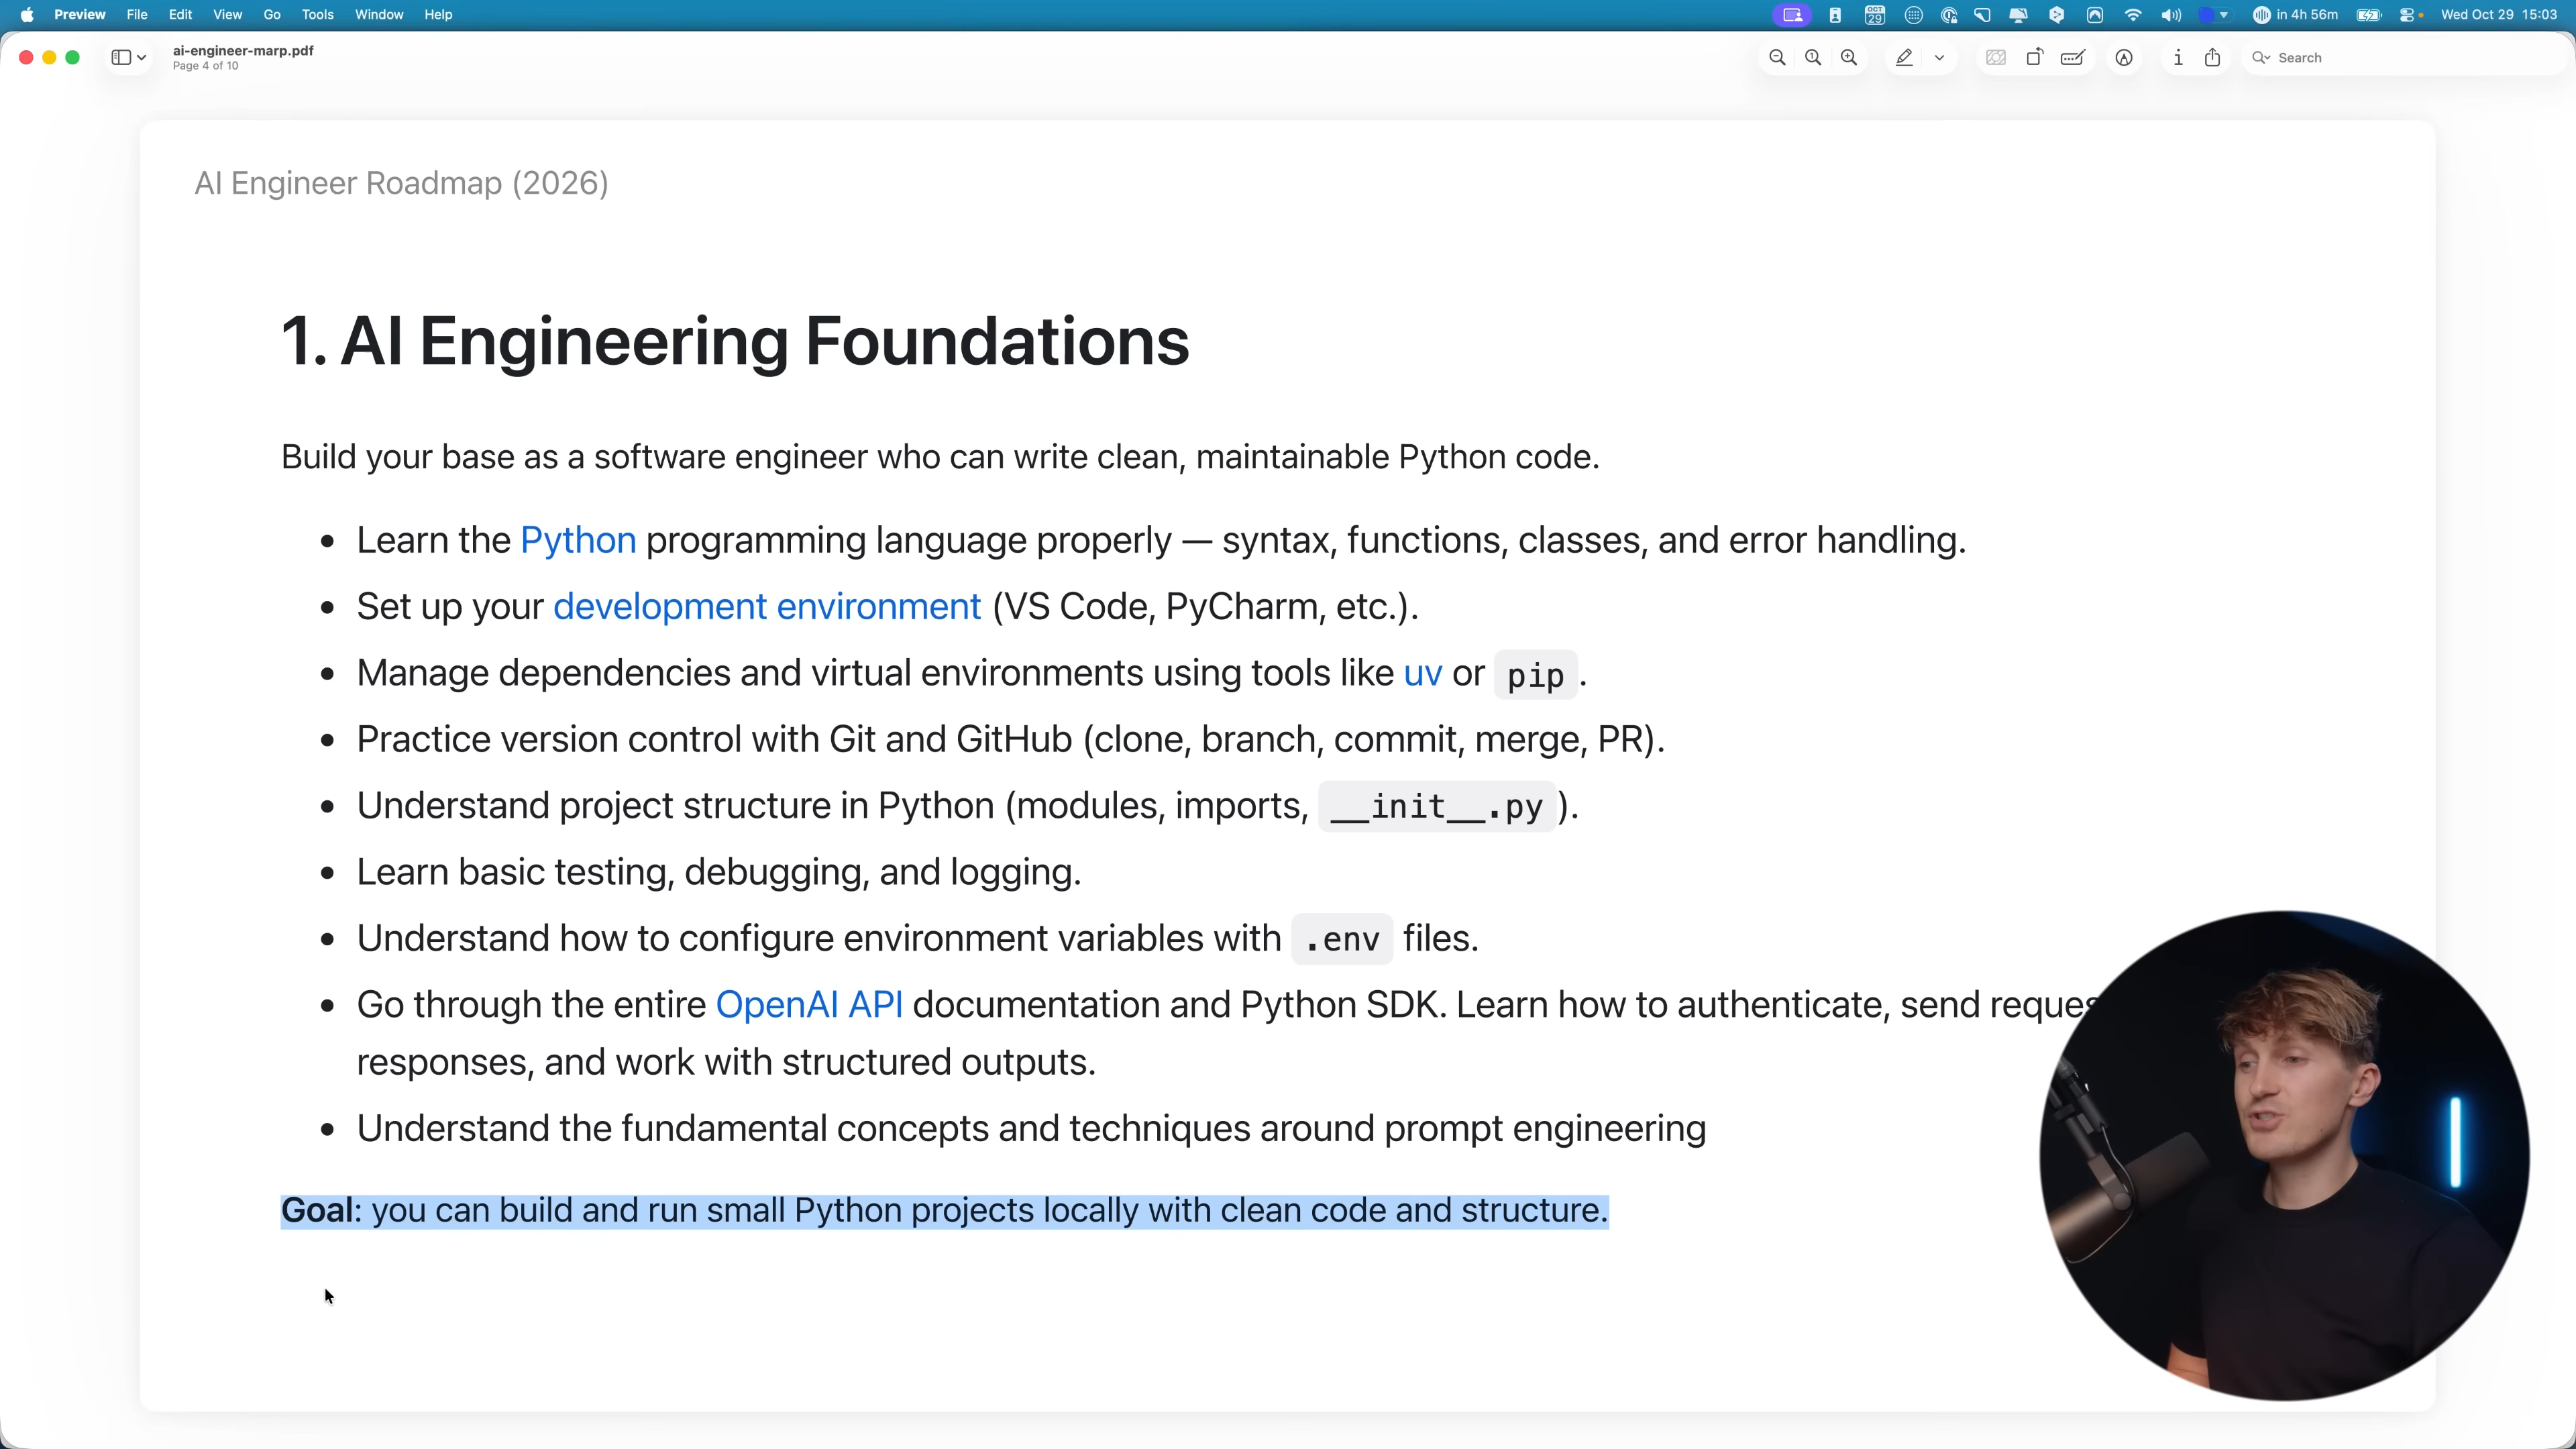 Preview File Edit View Go Tools Window Help
OCT 29 in 4h 56m Wed Oct 29 15:03
ai-engineer-marp.pdf
Page 4 of 10
Search
AI Engineer Roadmap (2026)
1. AI Engineering Foundations
Build your base as a software engineer who can write clean, maintainable Python code.
• Learn the Python programming language properly — syntax, functions, classes, and error handling.
• Set up your development environment (VS Code, PyCharm, etc.).
• Manage dependencies and virtual environments using tools like uv or pip.
• Practice version control with Git and GitHub (clone, branch, commit, merge, PR).
• Understand project structure in Python (modules, imports, __init__.py).
• Learn basic testing, debugging, and logging.
• Understand how to configure environment variables with .env files.
• Go through the entire OpenAI API documentation and Python SDK. Learn how to authenticate, send
responses, and work with structured outputs.
• Understand the fundamental concepts and techniques around prompt engineering
Goal: you can build and run small Python projects locally with clean code and structure.